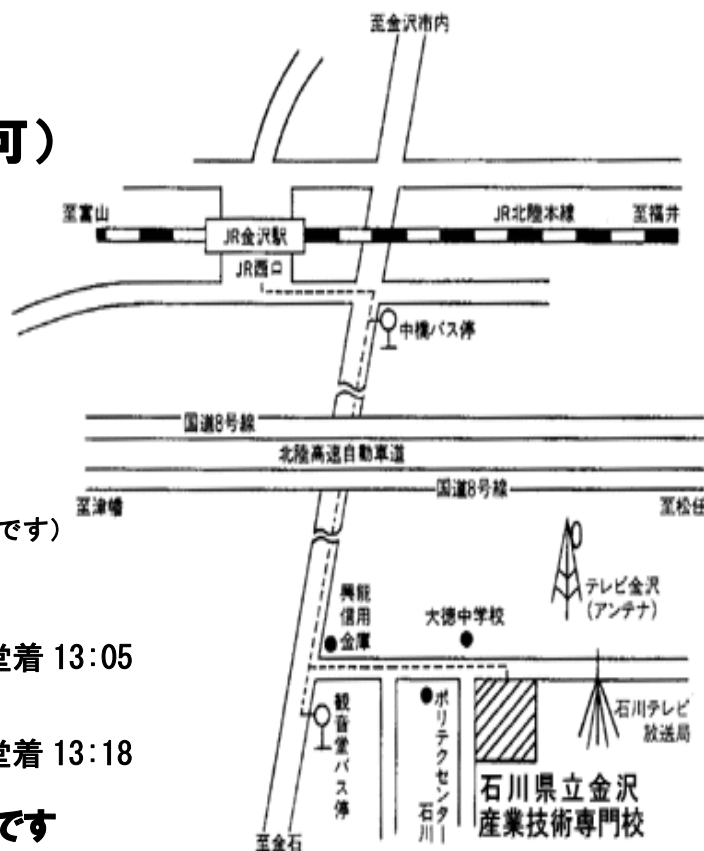 至金沢市内
可）
至富山
JR北陸本線
至福井
JR金沢駅
JR西口
中橋バス停
国道8号線
北陸高速自動車道
国道8号線
至津幡
至松任
です）
テレビ金沢
(アンテナ)
興能
信用
金庫
大徳中学校
堂着 13:05
観音堂バス停
ポリテクセンター
石川
石川テレビ
放送局
堂着 13:18
石川県立金沢
産業技術専門校
です
至金石